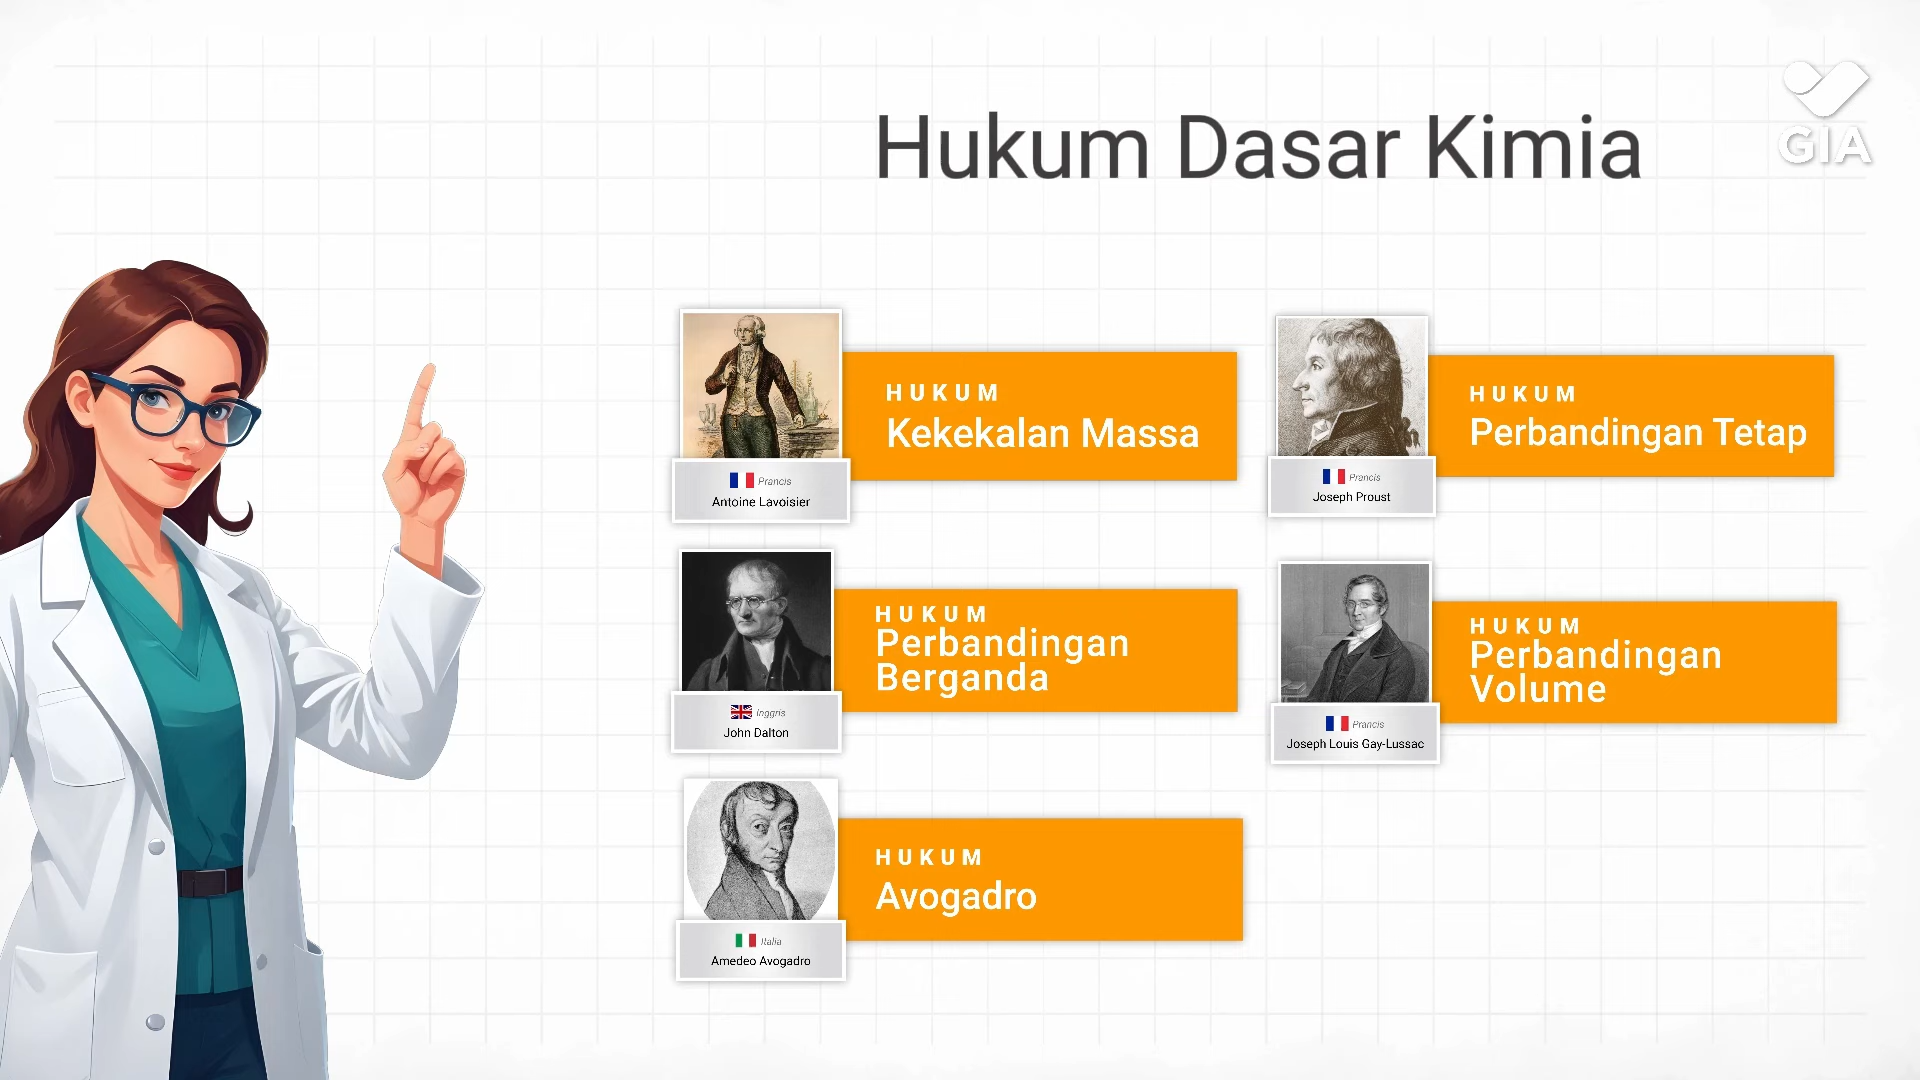 Hukum Dasar Kimia
GIA
HUKUM
Kekekalan Massa
Prancis
Antoine Lavoisier
HUKUM
Perbandingan Tetap
Prancis
Joseph Proust
HUKUM
Perbandingan
Berganda
Inggris
John Dalton
HUKUM
Perbandingan
Volume
Prancis
Joseph Louis Gay-Lussac
HUKUM
Avogadro
Italia
Amedeo Avogadro